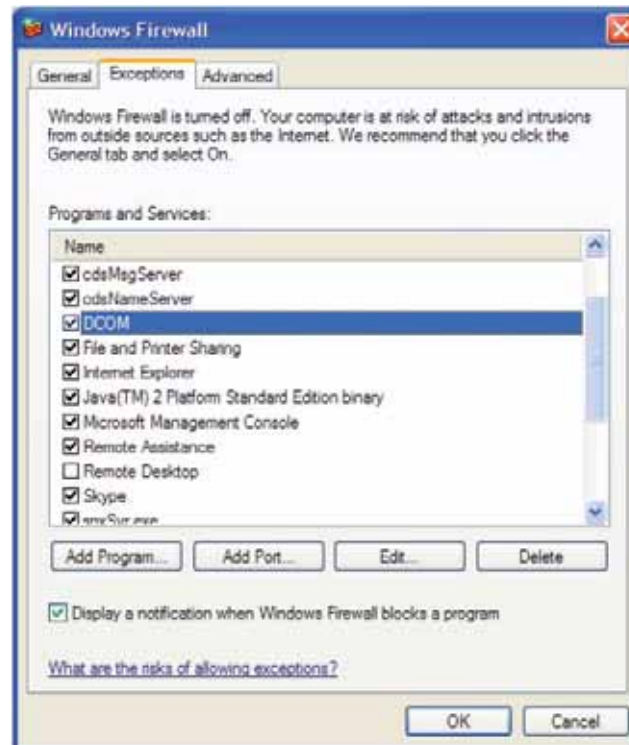 Windows Firewall
General
Exceptions
Advanced
Windows Firewall is turned off. Your computer is at risk of attacks and intrusions
from outside sources such as the Internet. We recommend that you click the
General tab and select On.
Programs and Services:
Name
cdsMsgServer
cdsNameServer
DCOM
File and Printer Sharing
Internet Explorer
Java(TM) 2 Platform Standard Edition binary
Microsoft Management Console
Remote Assistance
Remote Desktop
Skype
Add Program...
Add Port...
Edit...
Delete
Display a notification when Windows Firewall blocks a program
What are the risks of allowing exceptions?
OK
Cancel